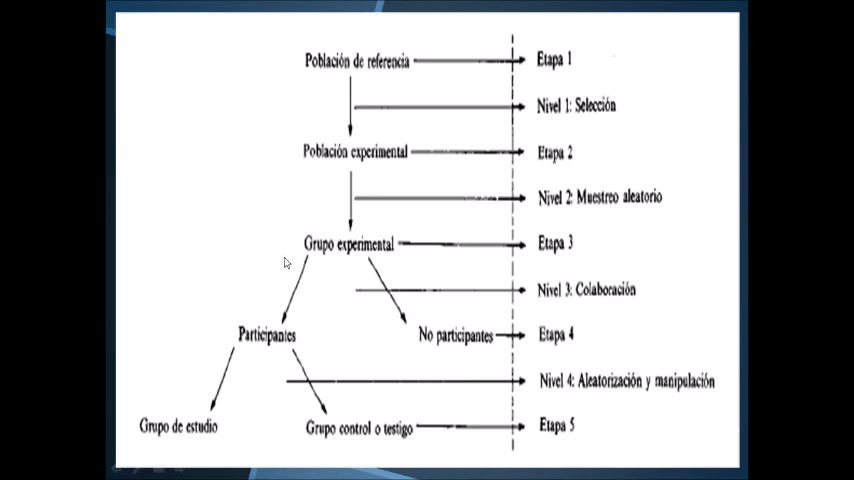 Población de referencia Etapa 1
Nivel 1: Selección
Población experimental Etapa 2
Nivel 2: Muestreo aleatorio
Grupo experimental Etapa 3
Nivel 3: Colaboración
Participantes No participantes Etapa 4
Nivel 4: Aleatorización y manipulación
Grupo de estudio Grupo control o testigo Etapa 5